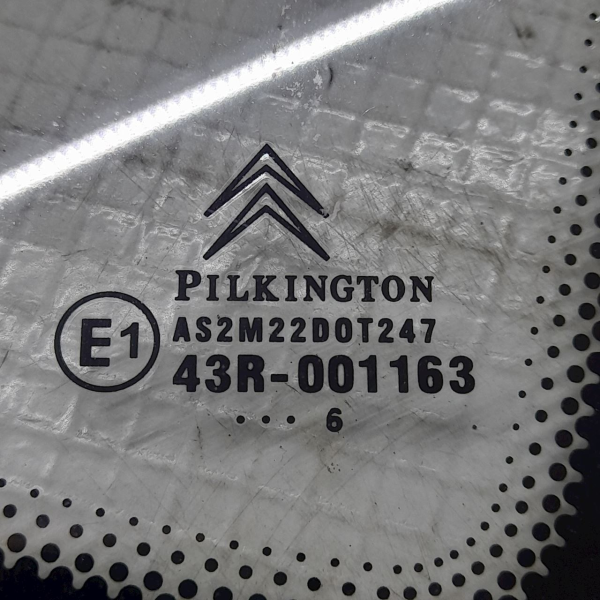 PILKINGTON
E1
AS2M22DOT247
43R-001163
. . . 6